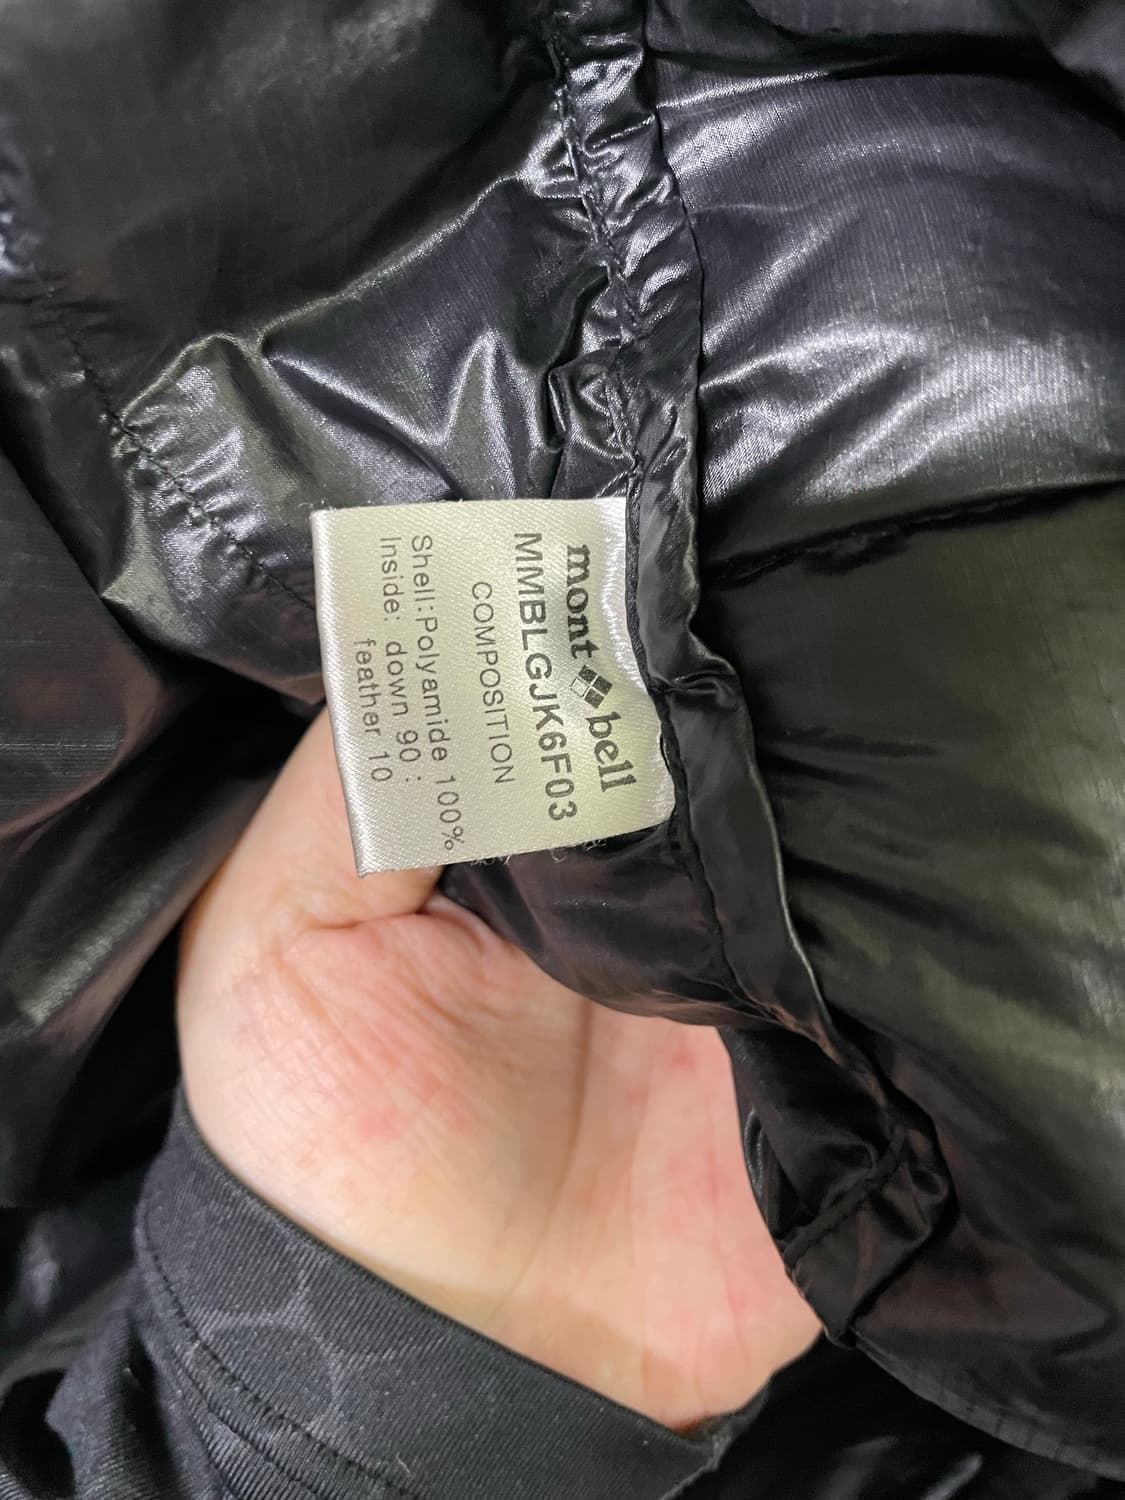 mont bell
MMBLGJK6F03
COMPOSITION
Shell:Polyamide 100%
Inside: down 90 :
feather 10